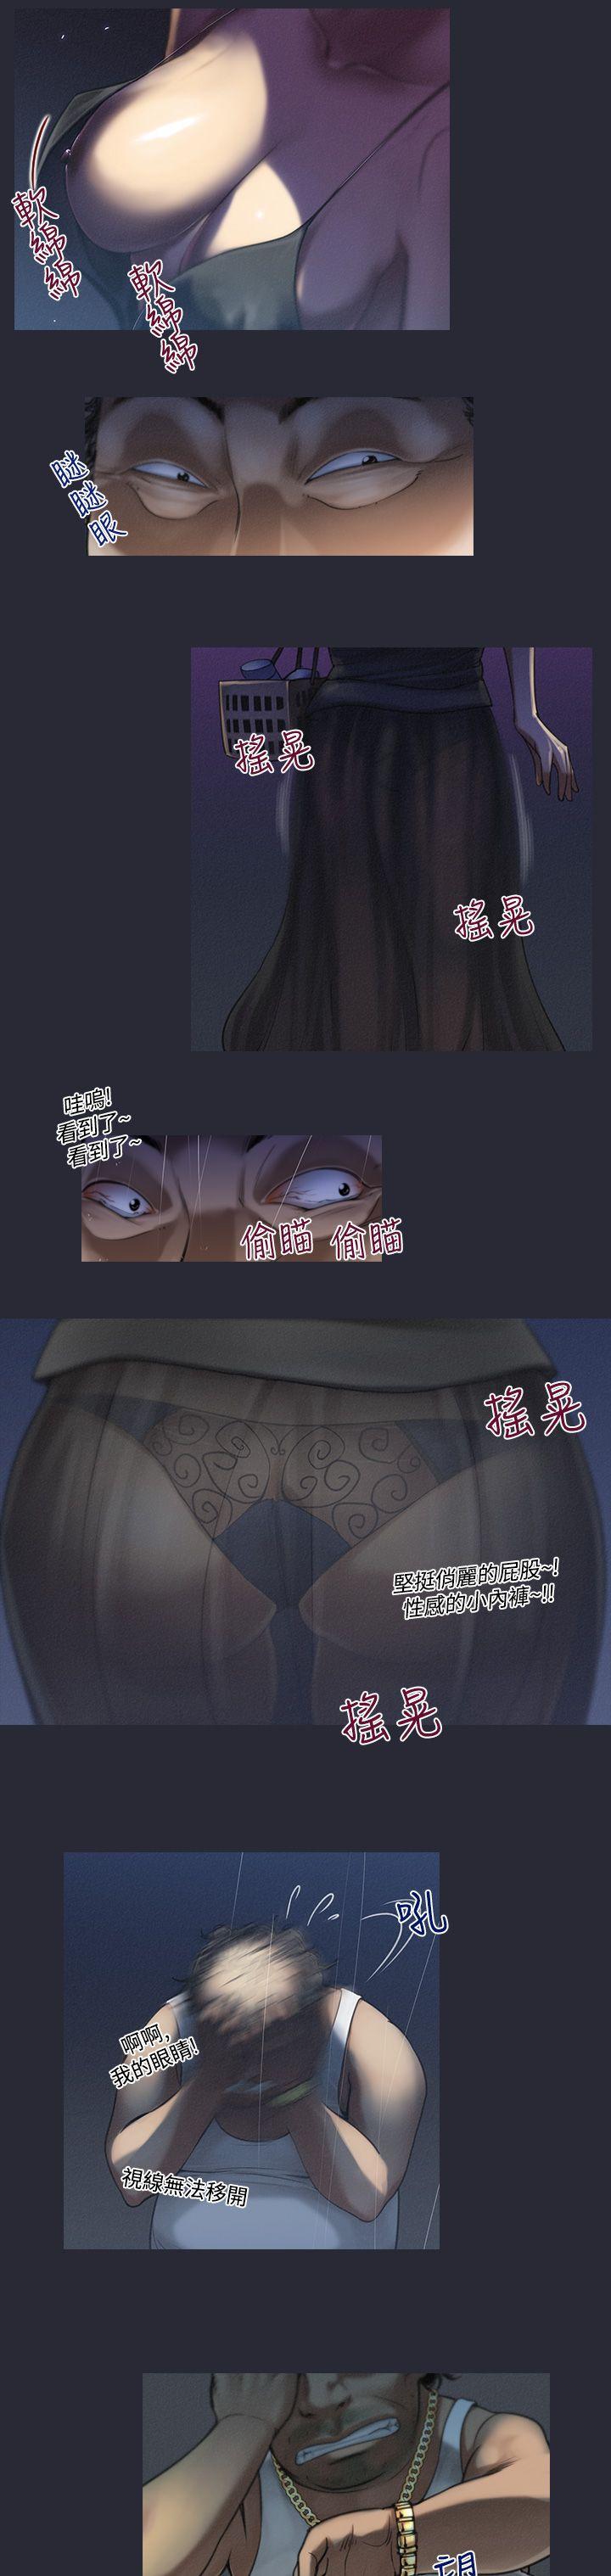 軟綿綿
軟綿綿
瞇瞇眼
搖晃
搖晃
哇嗚!
看到了~
看到了~
偷瞄 偷瞄
搖晃
堅挺俏麗的屁股~!
性感的小內褲~!!
搖晃
吼
啊啊,
我的眼睛!
視線無法移開